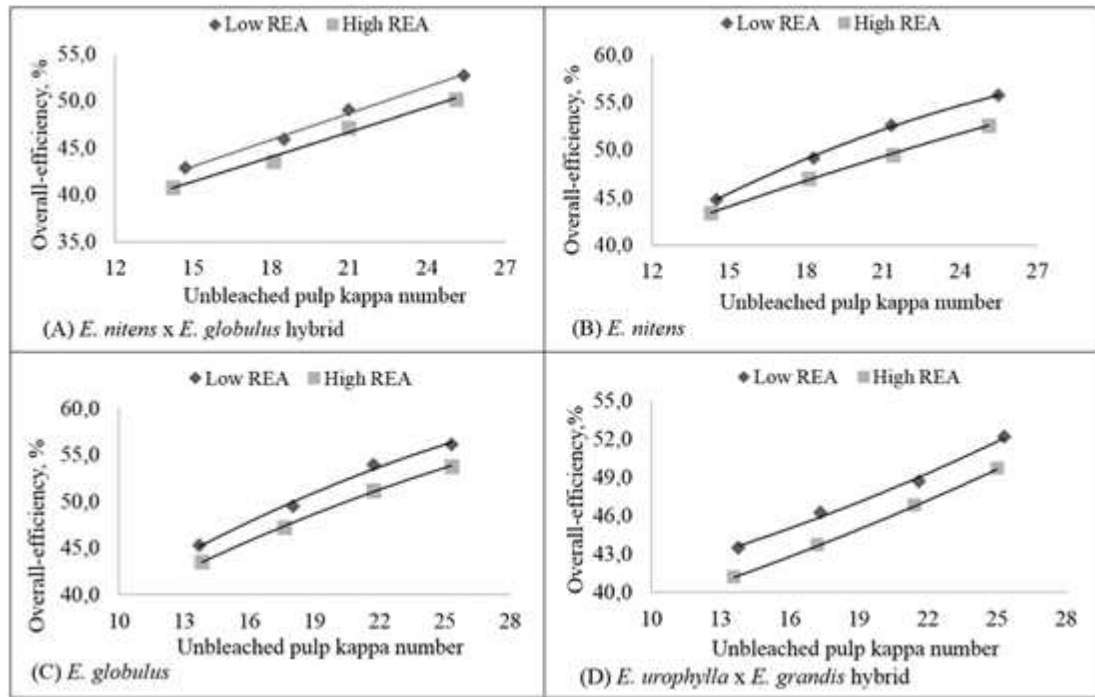 Low REA High REA
55,0
50,0
45,0
40,0
35,0
Overall-efficiency, %
12 15 18 21 24 27
Unbleached pulp kappa number
(A) E. nitens x E. globulus hybrid
Low REA High REA
60,0
55,0
50,0
45,0
40,0
Overall-efficiency, %
12 15 18 21 24 27
Unbleached pulp kappa number
(B) E. nitens
Low REA High REA
60,0
55,0
50,0
45,0
40,0
Overall-efficiency, %
10 13 16 19 22 25 28
Unbleached pulp kappa number
(C) E. globulus
Low REA High REA
55,0
52,0
49,0
46,0
43,0
40,0
Overall-efficiency,%
10 13 16 19 22 25 28
Unbleached pulp kappa number
(D) E. urophylla x E. grandis hybrid